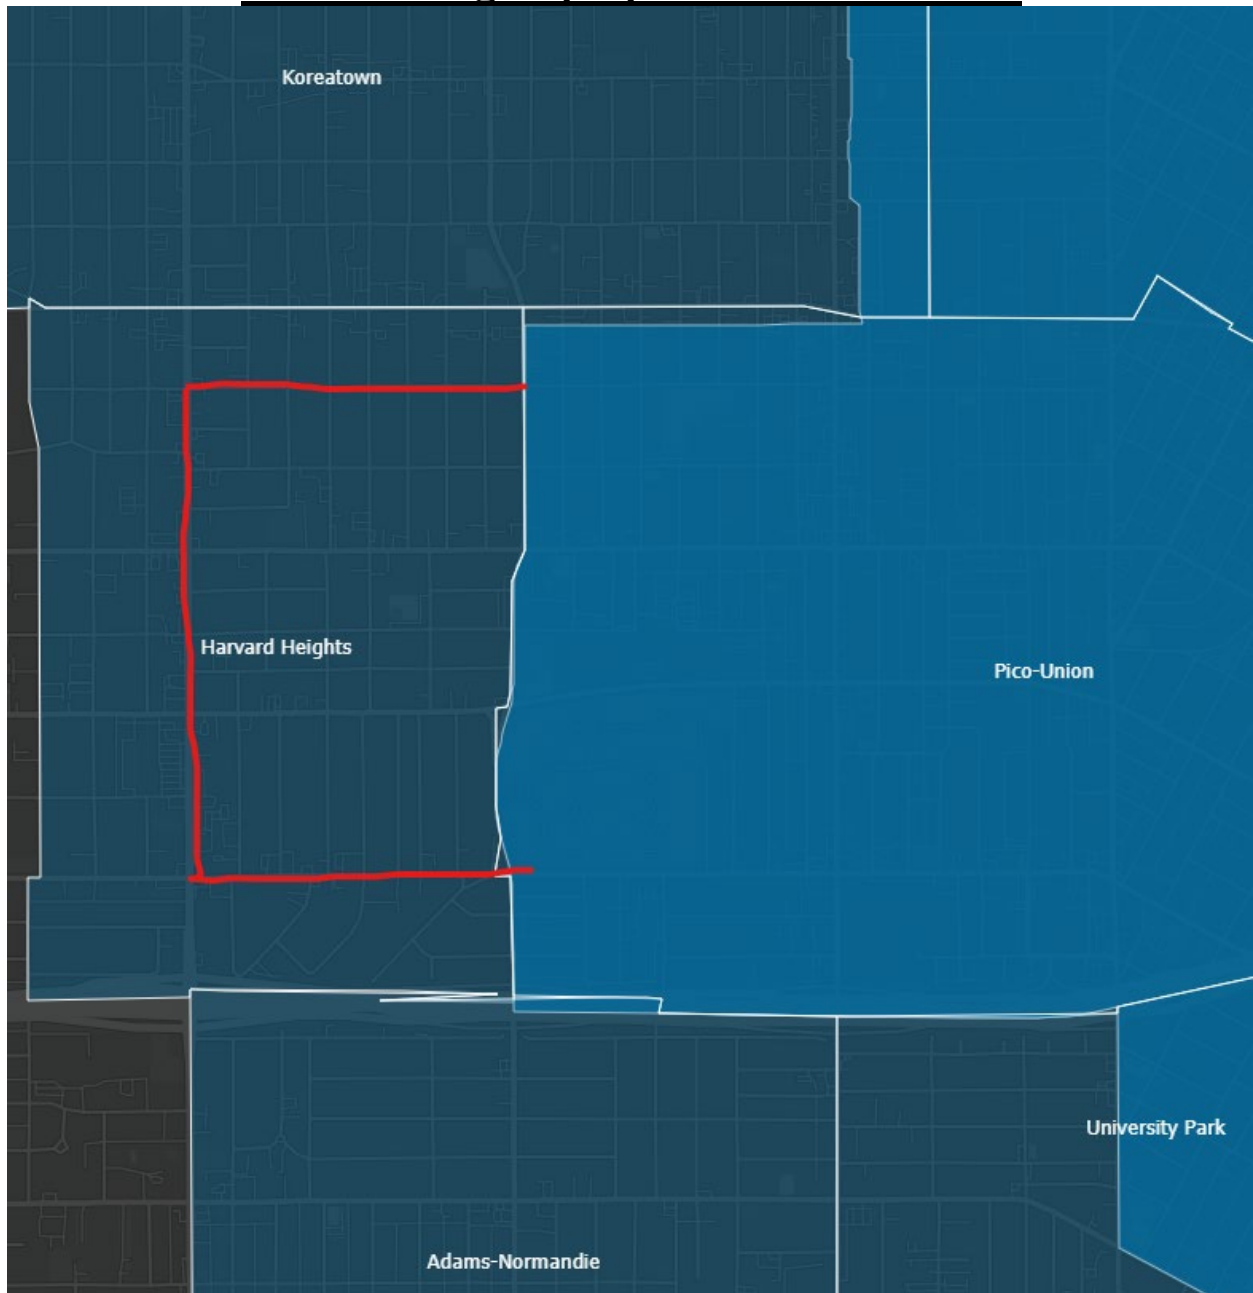 Koreatown
Harvard Heights
Pico-Union
University Park
Adams-Normandie